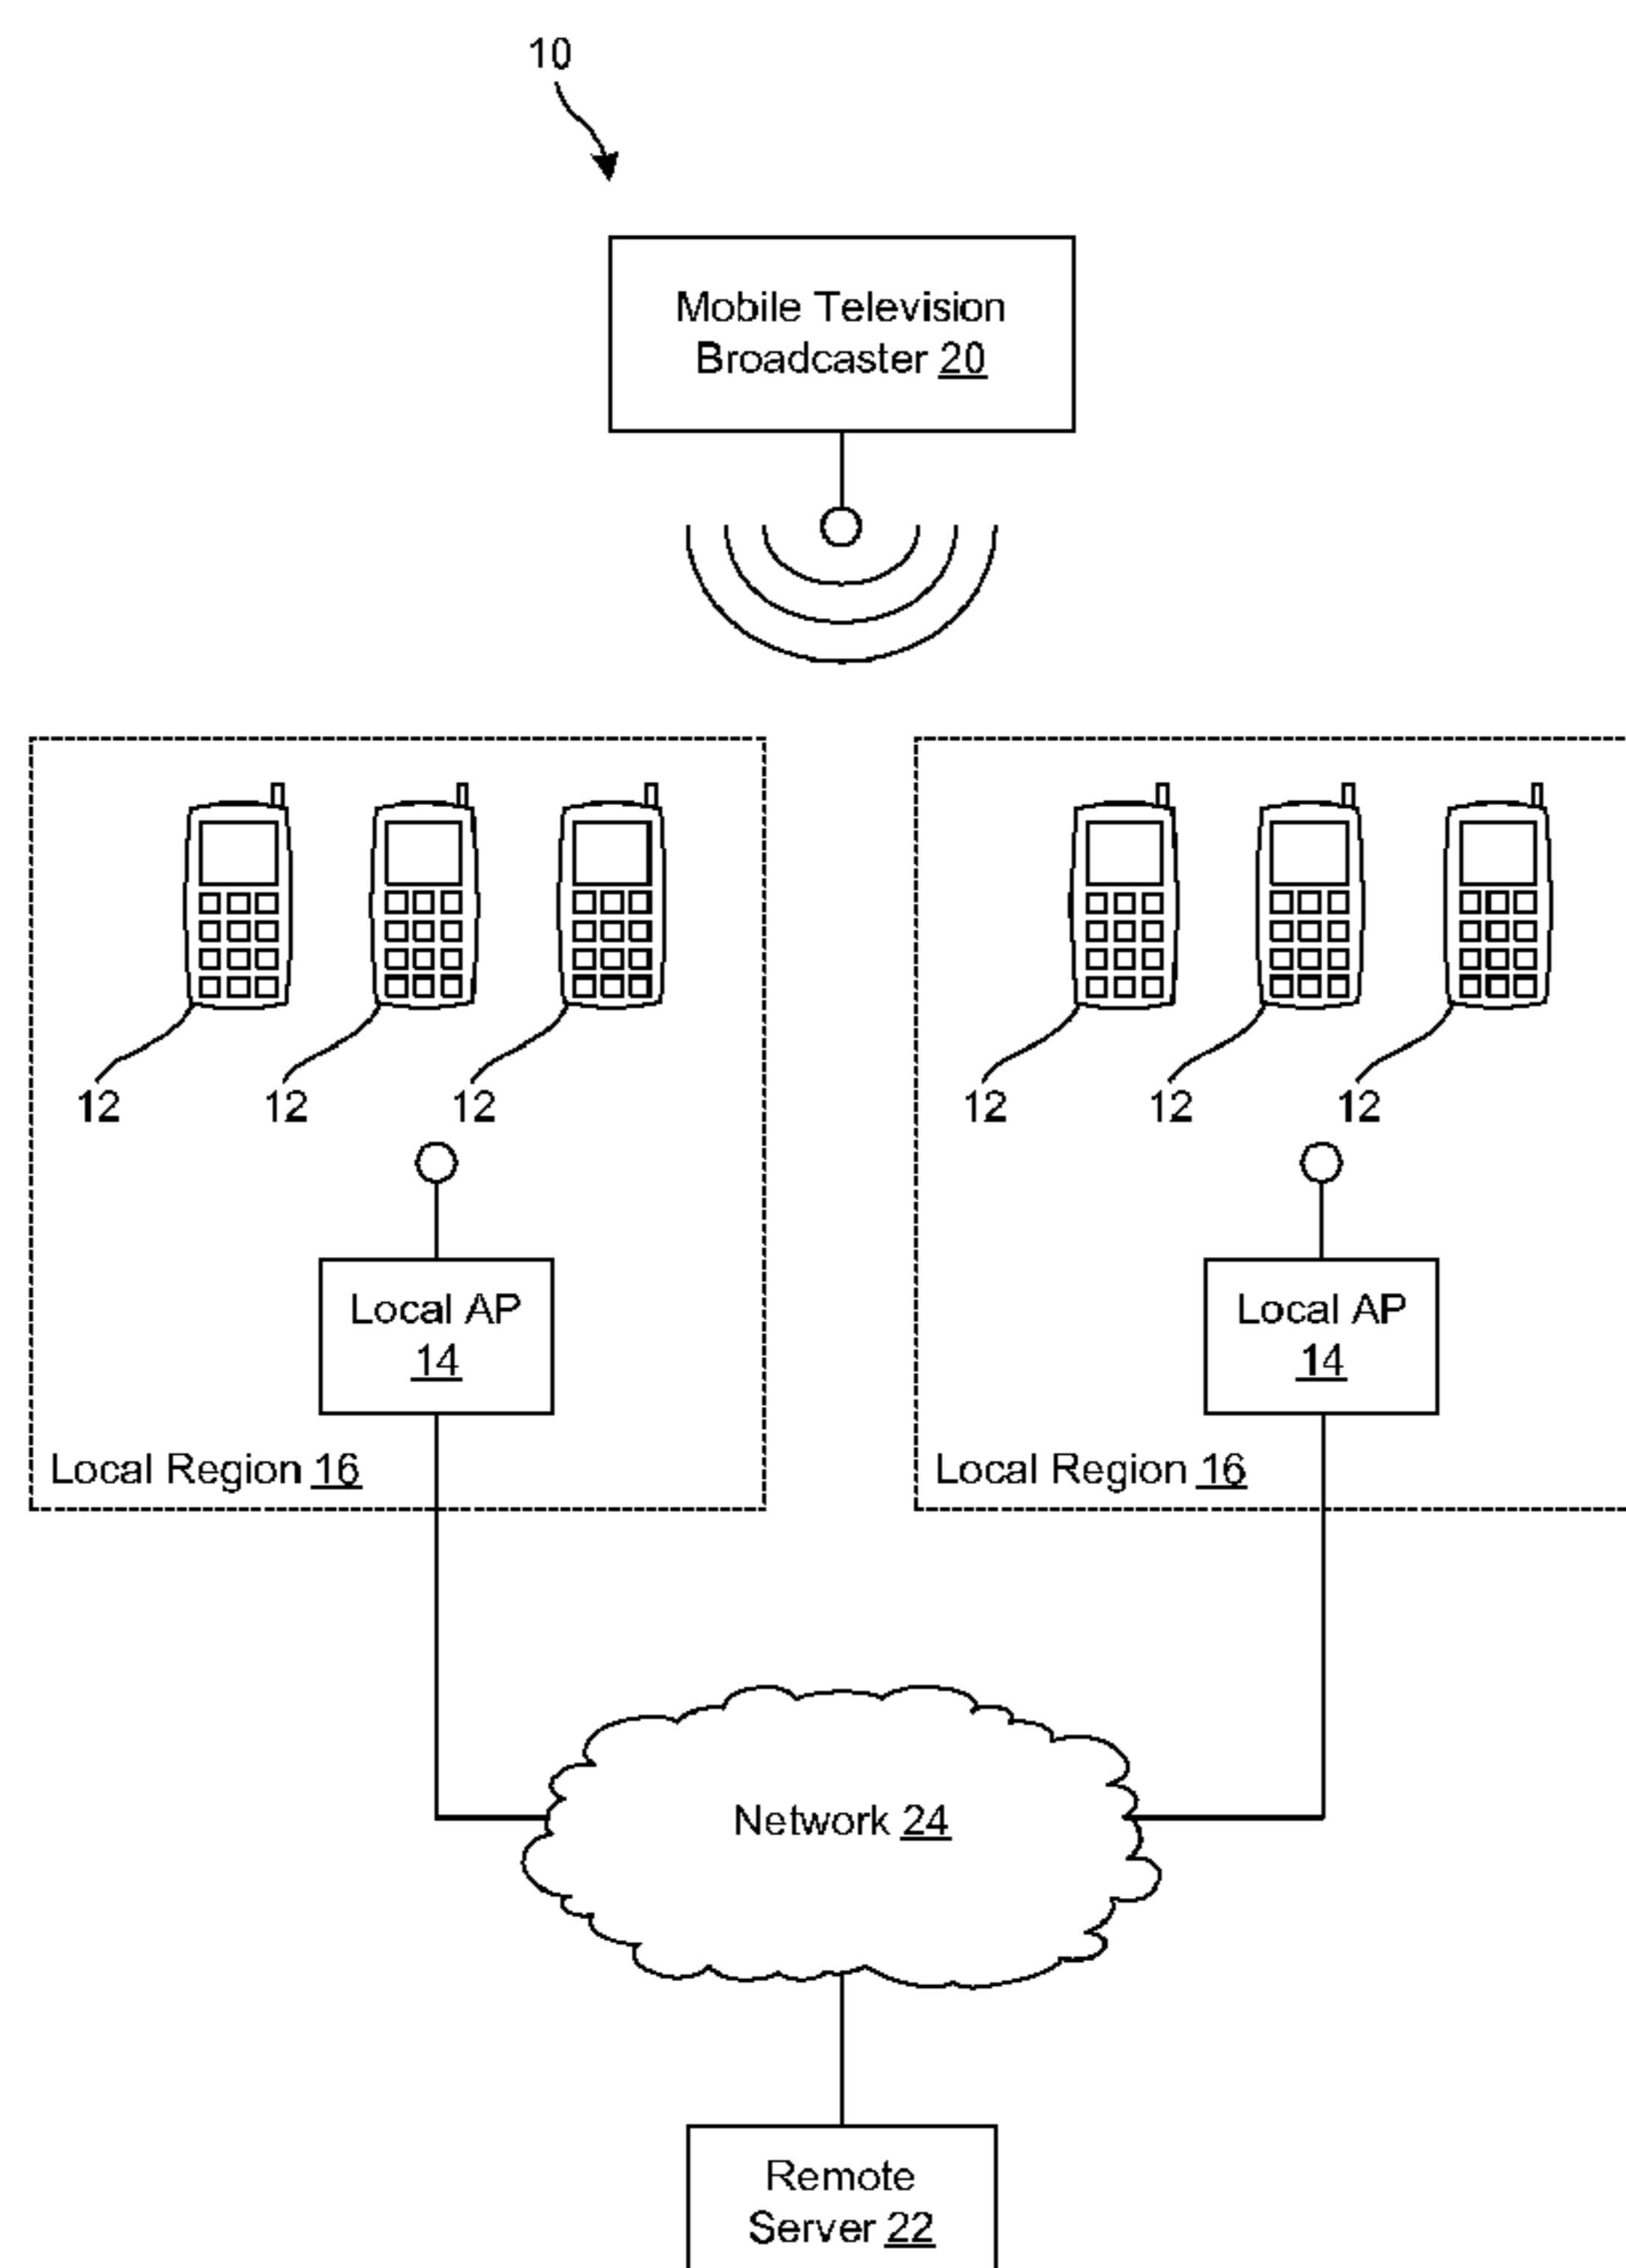 10
Mobile Television
Broadcaster 20
12 12 12 12 12 12
Local AP
14
Local AP
14
Local Region 16
Local Region 16
Network 24
Remote
Server 22